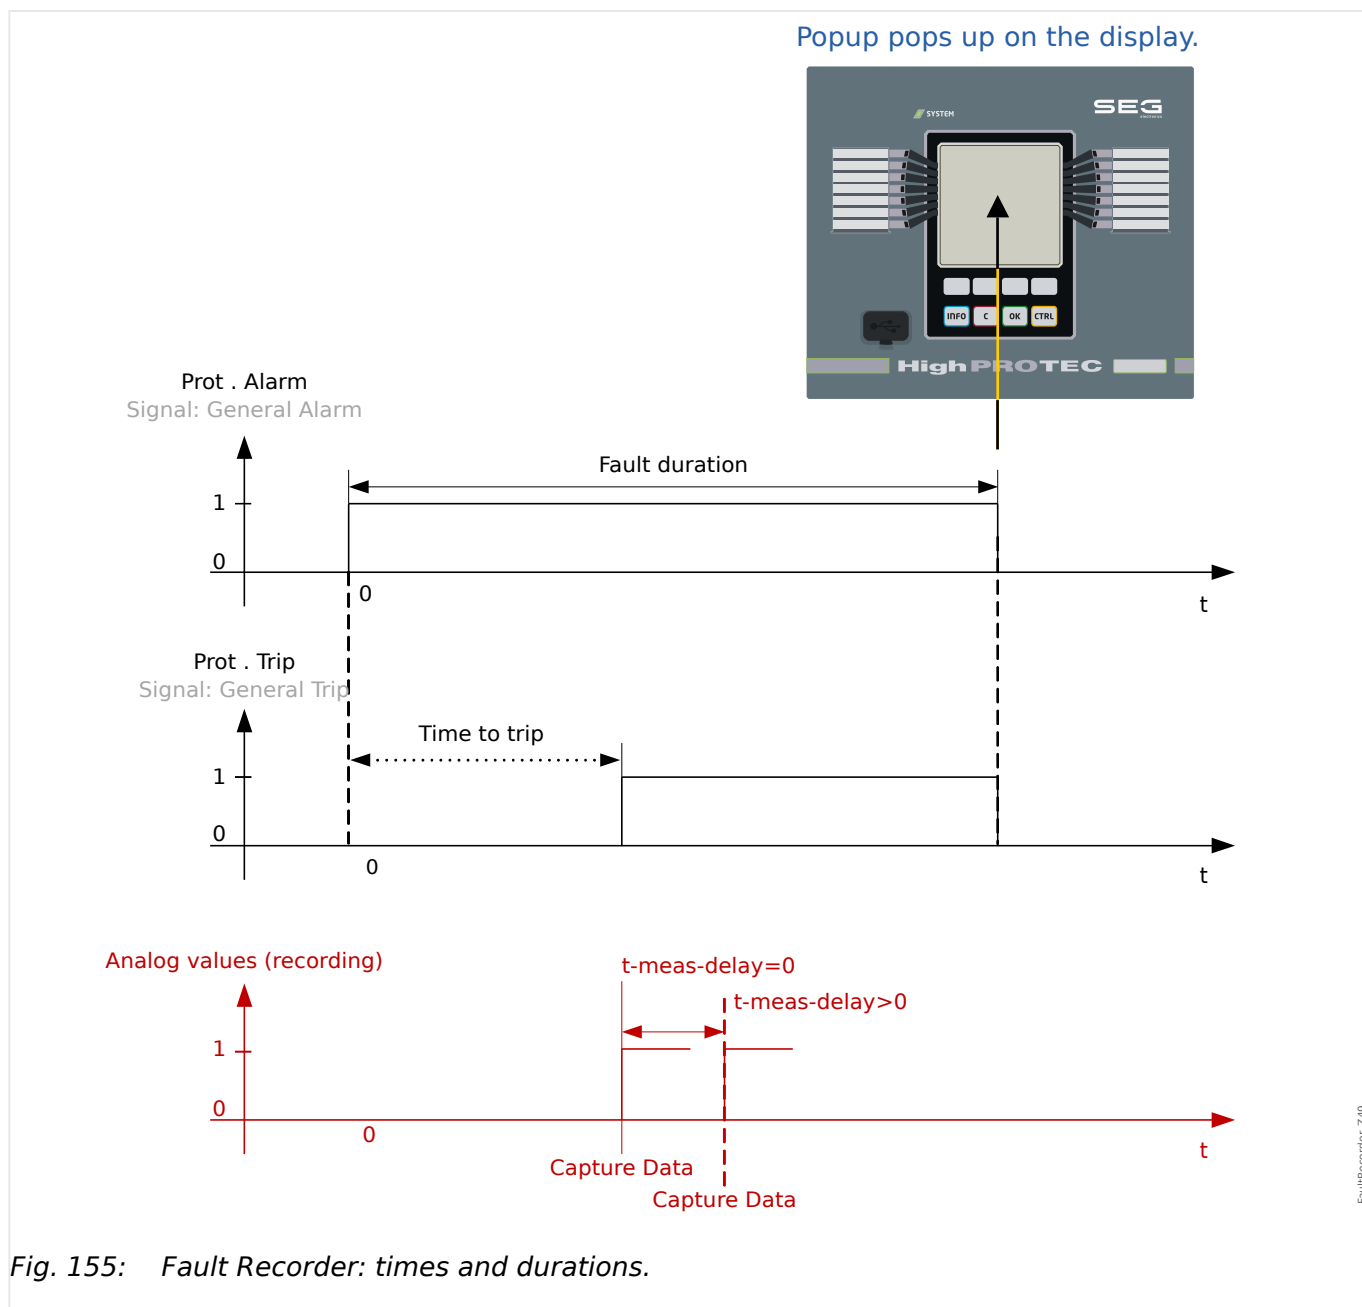 Popup pops up on the display.
SYSTEM
SEG
INFO
C
OK
CTRL
HighPROTEC
Prot . Alarm
Signal: General Alarm
Fault duration
1
0
0
t
Prot . Trip
Signal: General Trip
Time to trip
1
0
0
t
Analog values (recording)
t-meas-delay=0
t-meas-delay>0
1
0
0
t
Capture Data
Capture Data
FaultRecorder_Z49
Fig. 155: Fault Recorder: times and durations.